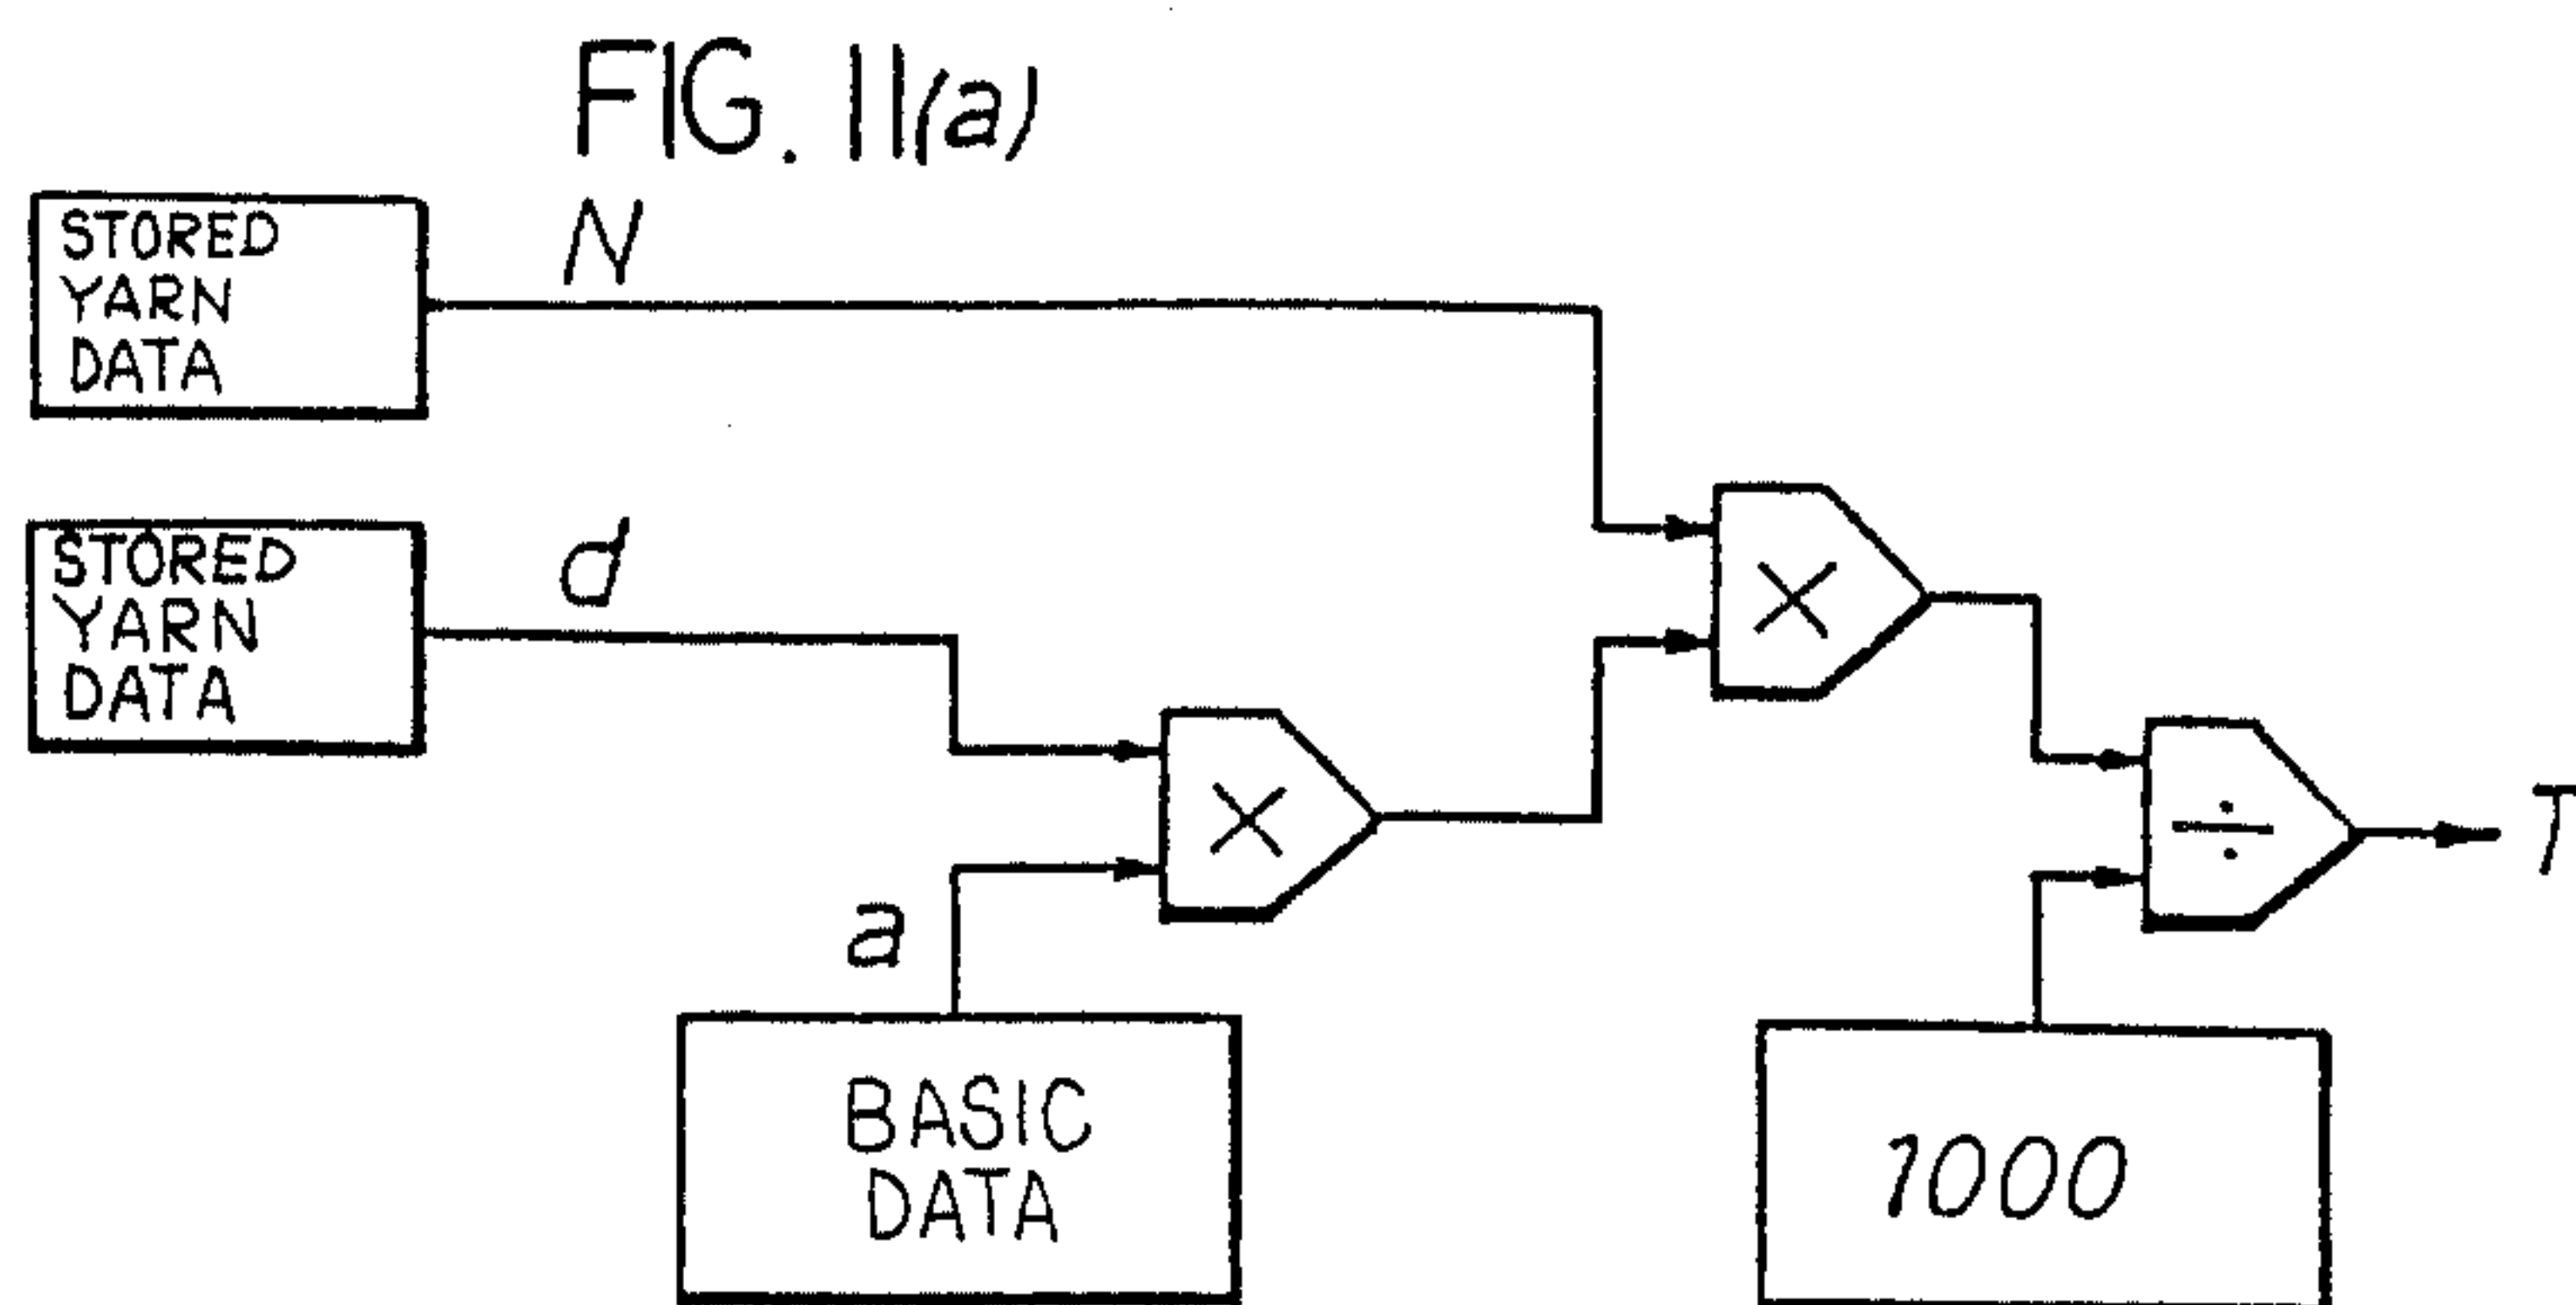 FIG. 11(a)
STORED
YARN
DATA
N
STORED
YARN
DATA
d
×
×
÷
T
a
BASIC
DATA
1000